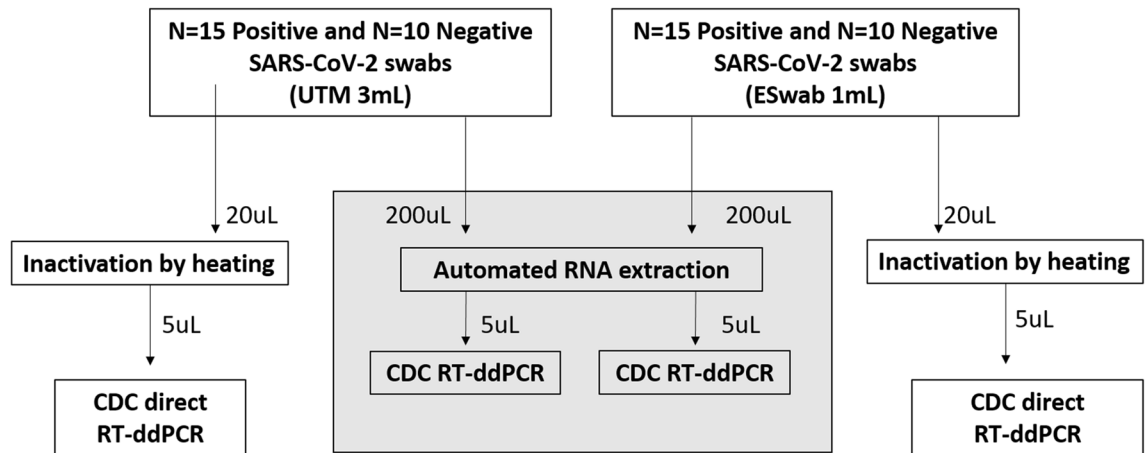 N=15 Positive and N=10 Negative
SARS-CoV-2 swabs
(UTM 3mL)
N=15 Positive and N=10 Negative
SARS-CoV-2 swabs
(ESwab 1mL)
20uL
200uL
200uL
20uL
Inactivation by heating
Automated RNA extraction
Inactivation by heating
5uL
5uL
5uL
5uL
CDC RT-ddPCR
CDC RT-ddPCR
CDC direct
RT-ddPCR
CDC direct
RT-ddPCR